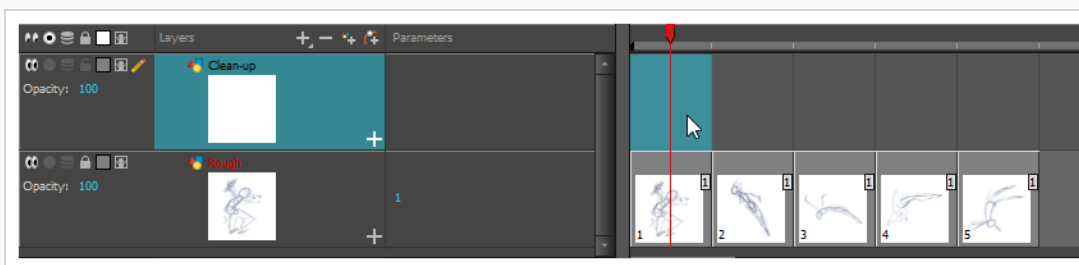 Layers Parameters
Clean-up
Opacity: 100
Rough
Opacity: 100
1
1 1 1 1 1
1 2 3 4 5